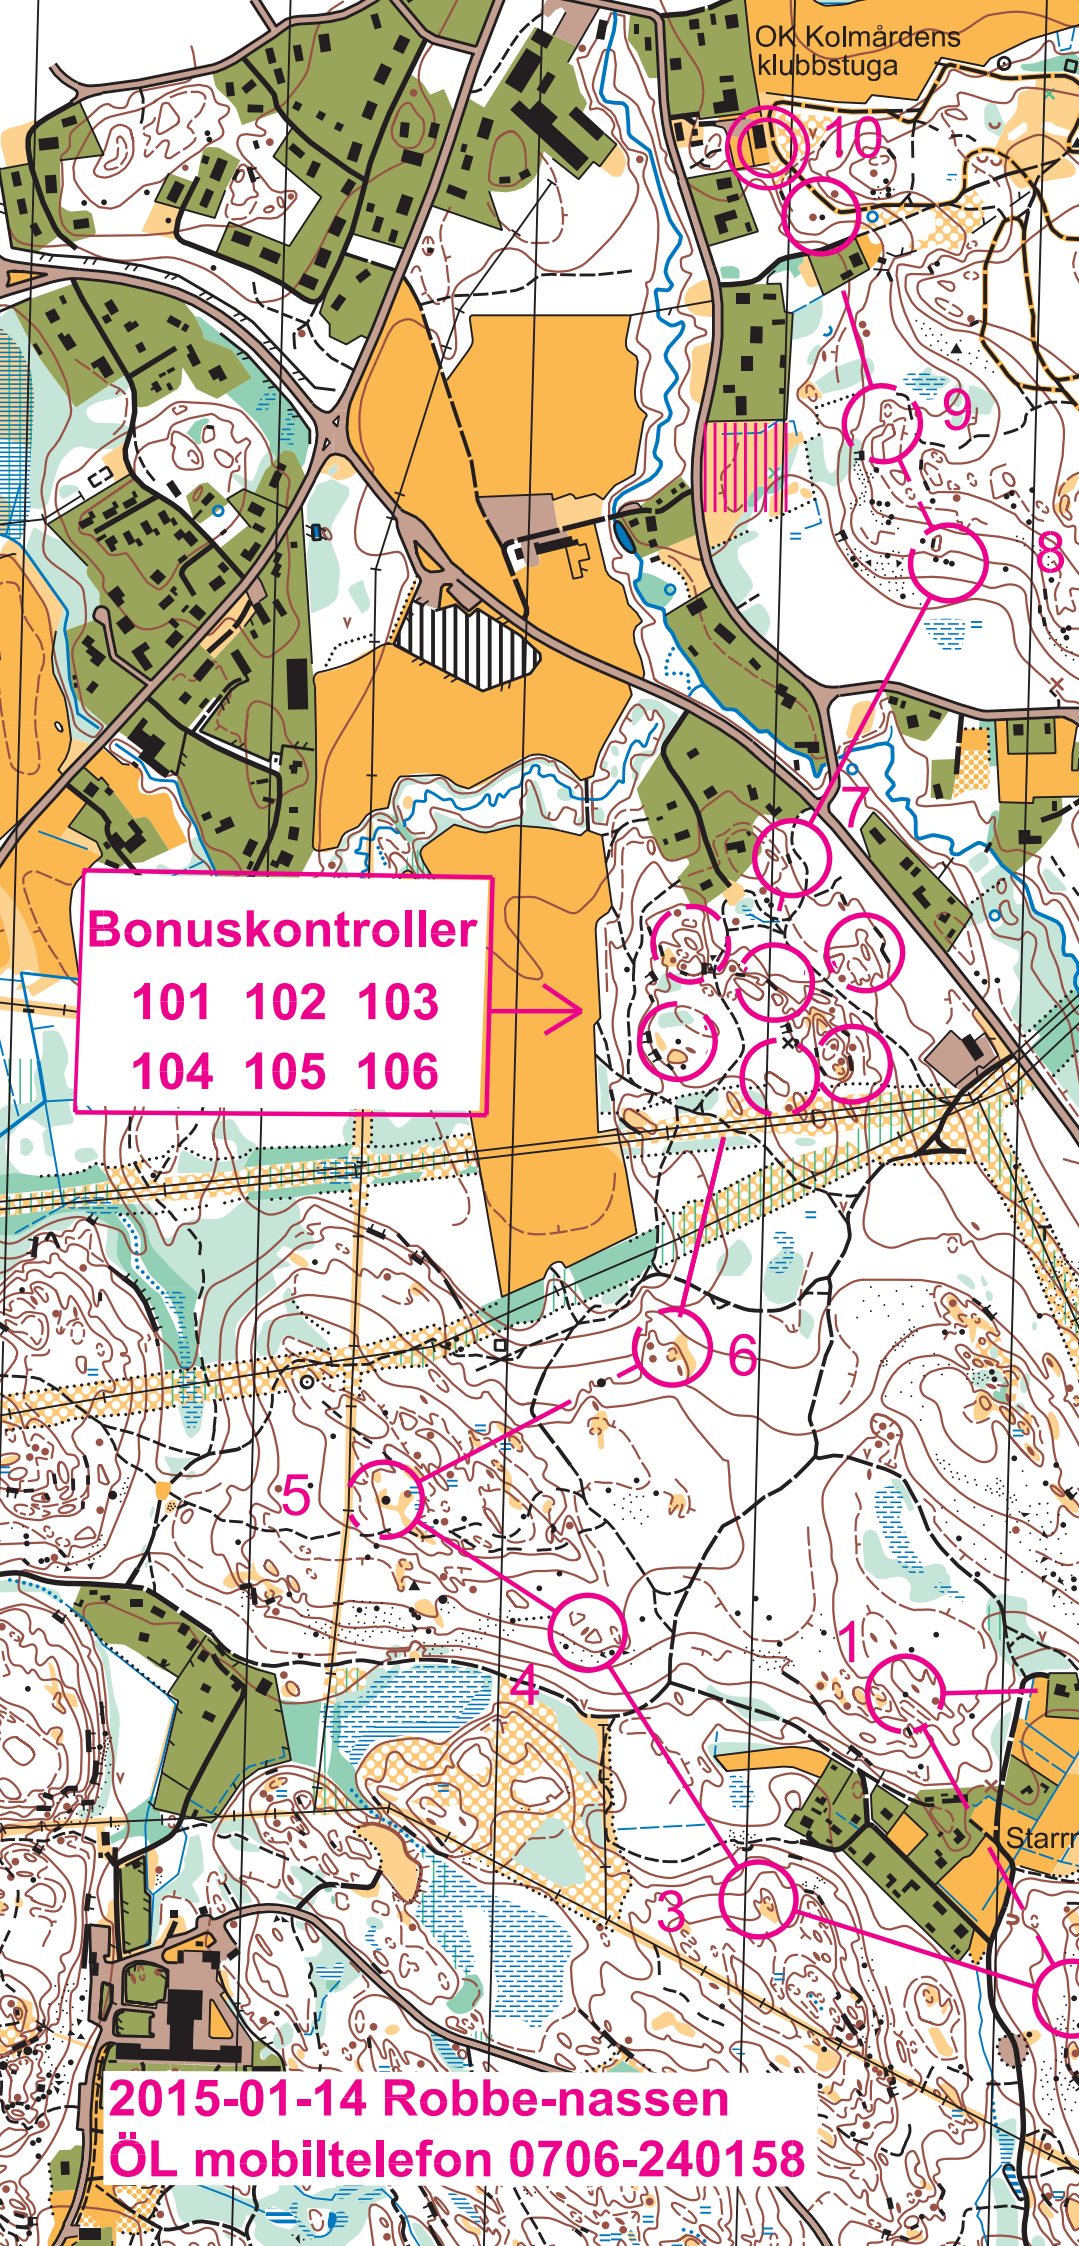 OK Kolmårdens
klubbstuga
10
9
8
7
Bonuskontroller
101 102 103
104 105 106
6
5
1
4
Starrr
3
2015-01-14 Robbe-nassen
ÖL mobiltelefon 0706-240158